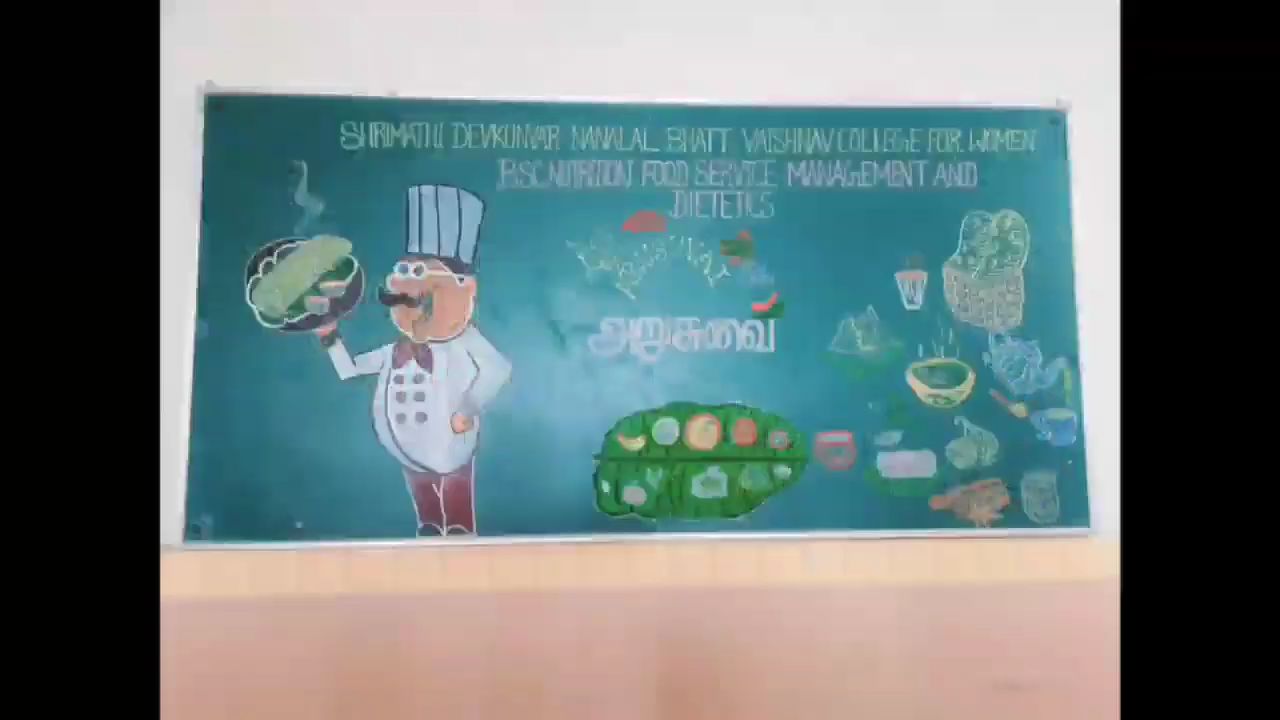 SHRIMATHI DEVKUNVAR NANALAL BHATT VAISHNAV COLLEGE FOR WOMEN
BSC.NUTRITION FOOD SERVICE MANAGEMENT AND
DIETETICS
அறுசுவை